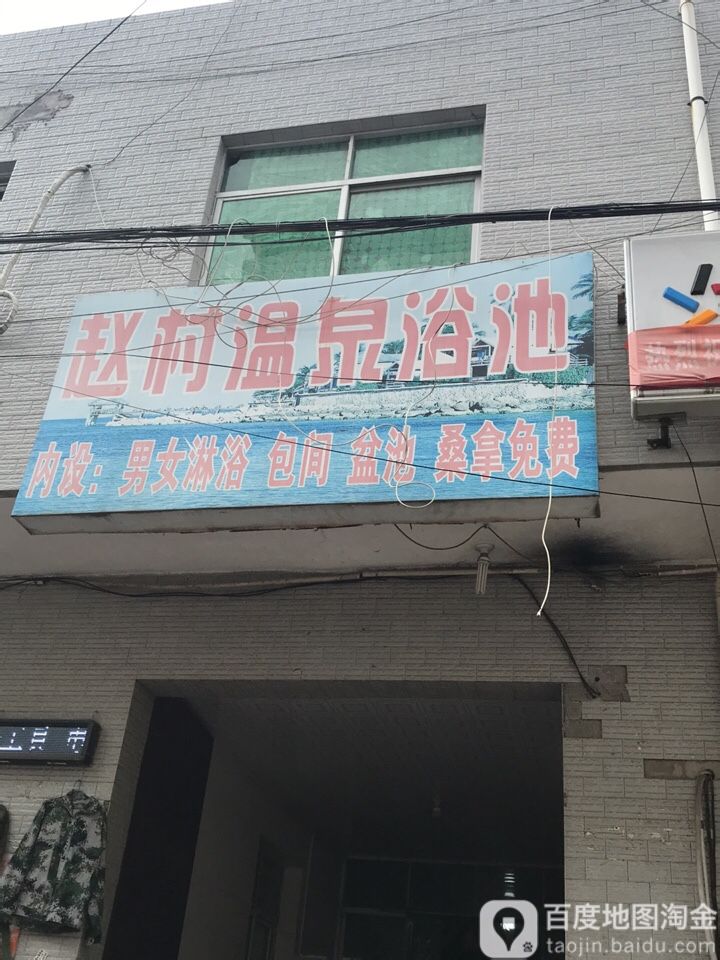 赵村温泉浴池
内设：男女淋浴 包间 盆池 桑拿免费
百度地图淘金
taojin.baidu.com